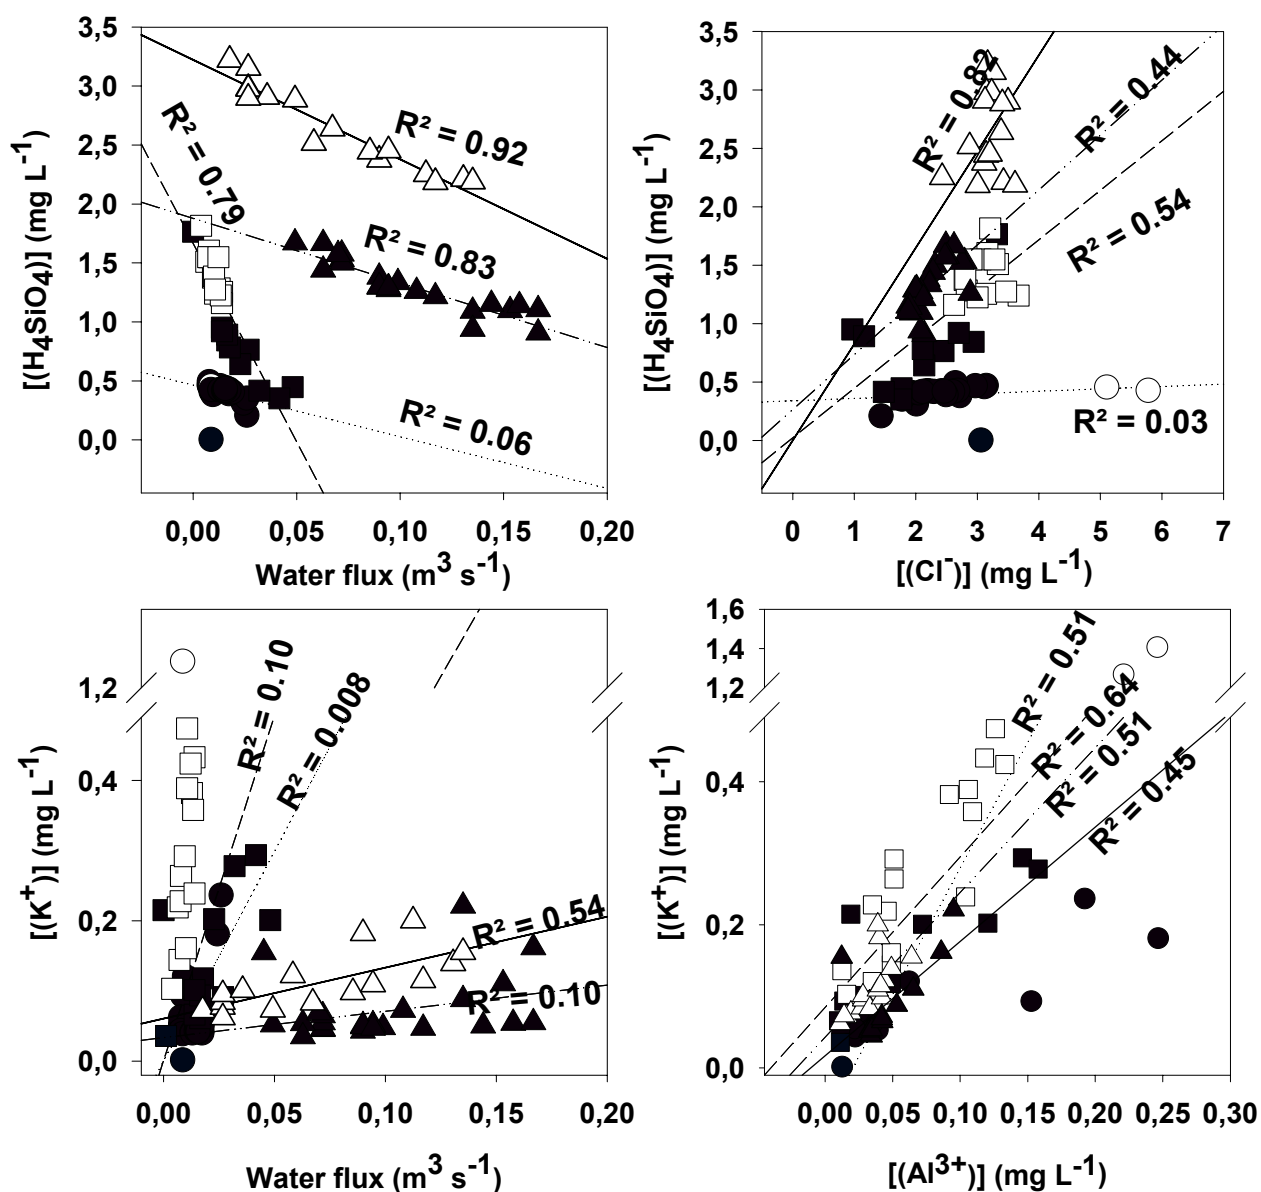 3,5
3,0
2,5
2,0
1,5
1,0
0,5
0,0
[(H4SiO4)] (mg L-1)
R² = 0.92
R² = 0.79
R² = 0.83
R² = 0.06
0,00 0,05 0,10 0,15 0,20
Water flux (m3 s-1)
3,5
3,0
2,5
2,0
1,5
1,0
0,5
0,0
[(H4SiO4)] (mg L-1)
R² = 0.82
R² = 0.44
R² = 0.54
R² = 0.03
0 1 2 3 4 5 6 7
[(Cl-)] (mg L-1)
1,2
0,4
0,2
0,0
[(K+)] (mg L-1)
R² = 0.10
R² = 0.008
R² = 0.54
R² = 0.10
0,00 0,05 0,10 0,15 0,20
Water flux (m3 s-1)
1,6
1,4
1,2
0,4
0,2
0,0
[(K+)] (mg L-1)
R² = 0.51
R² = 0.64
R² = 0.51
R² = 0.45
0,00 0,05 0,10 0,15 0,20 0,25 0,30
[(Al3+)] (mg L-1)